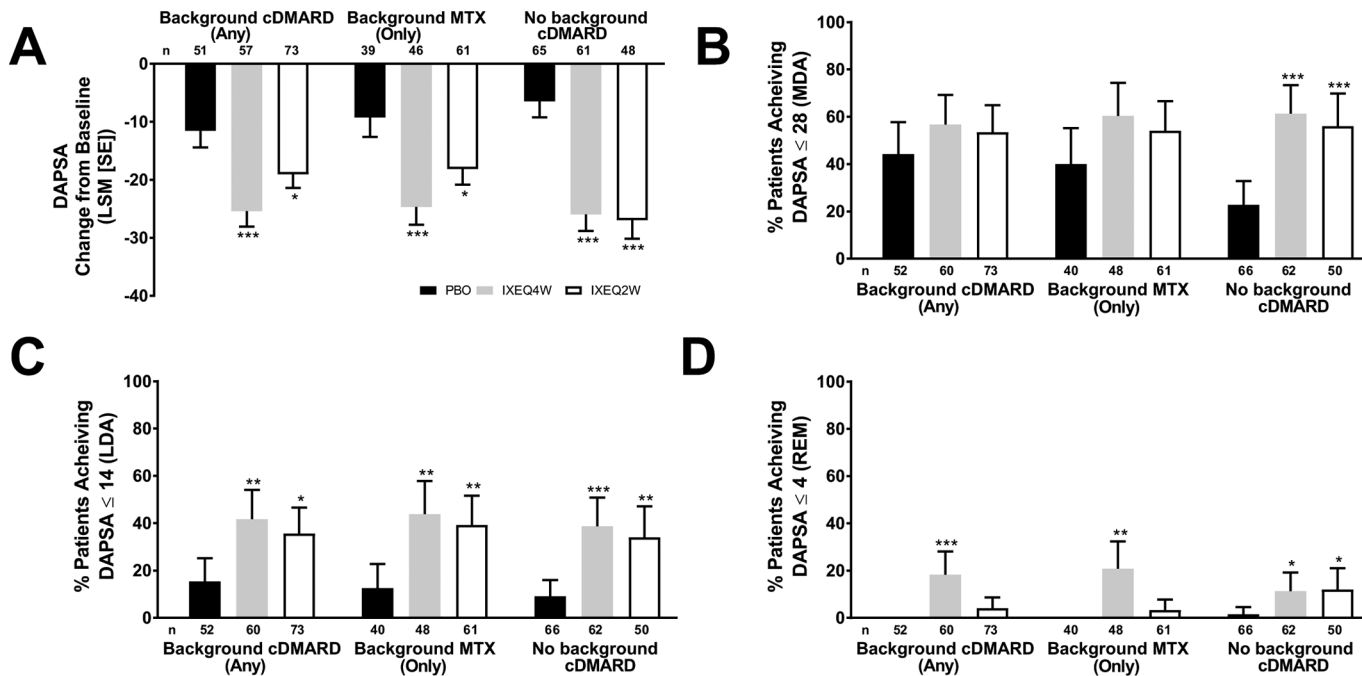 A
Background cDMARD
(Any)
Background MTX
(Only)
No background
cDMARD
n 51 57 73 39 46 61 65 61 48
0
-10
-20
-30
-40
DAPSA
Change from Baseline
(LSM [SE])
***
*
***
*
***
***
PBO IXEQ4W IXEQ2W
B
% Patients Acheiving
DAPSA ≤ 28 (MDA)
100
80
60
40
20
0
*** ***
n 52 60 73 40 48 61 66 62 50
Background cDMARD
(Any)
Background MTX
(Only)
No background
cDMARD
C
% Patients Acheiving
DAPSA ≤ 14 (LDA)
100
80
60
40
20
0
** * ** ** *** **
n 52 60 73 40 48 61 66 62 50
Background cDMARD
(Any)
Background MTX
(Only)
No background
cDMARD
D
% Patients Acheiving
DAPSA ≤ 4 (REM)
100
80
60
40
20
0
*** ** * *
n 52 60 73 40 48 61 66 62 50
Background cDMARD
(Any)
Background MTX
(Only)
No background
cDMARD